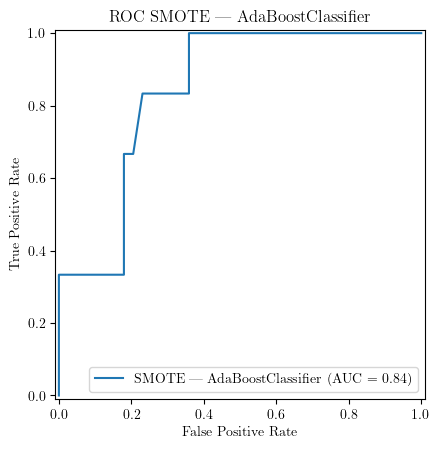 ROC SMOTE — AdaBoostClassifier
1.0
0.8
0.6
0.4
0.2
0.0
True Positive Rate
0.0 0.2 0.4 0.6 0.8 1.0
False Positive Rate
SMOTE — AdaBoostClassifier (AUC = 0.84)